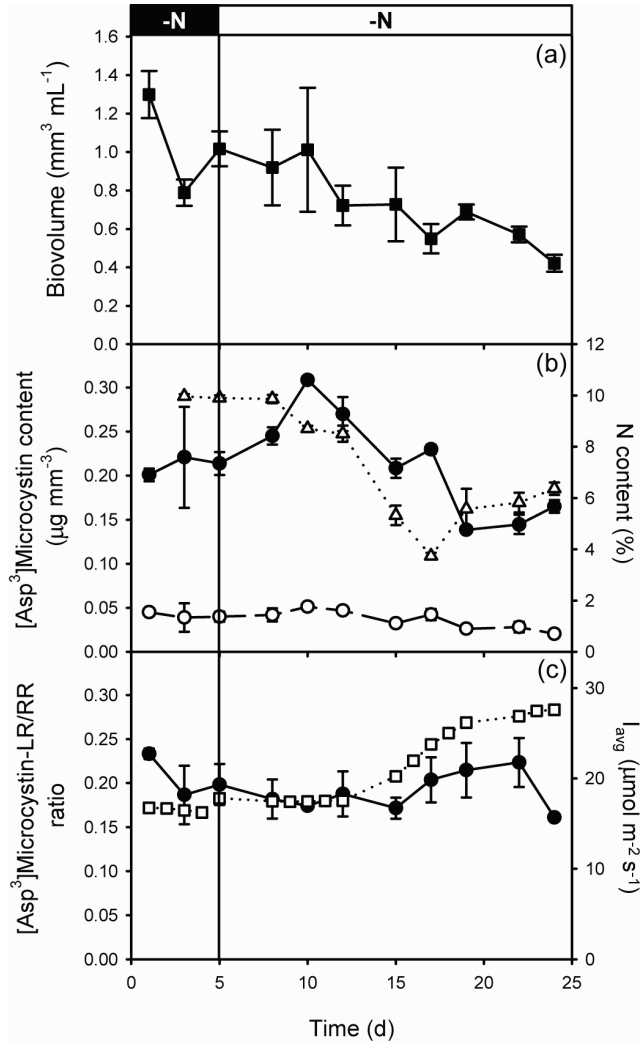 -N -N
(a)
1.6
1.4
1.2
1.0
0.8
0.6
0.4
0.2
0.0
Biovolume (mm³ mL⁻¹)
(b)
0.30
0.25
0.20
0.15
0.10
0.05
0.00
[Asp³]Microcystin content
(µg mm⁻³)
12
10
8
6
4
2
0
N content (%)
(c)
0.30
0.25
0.20
0.15
0.10
0.05
0.00
[Asp³]Microcystin-LR/RR
ratio
30
20
10
0
Iavg (µmol m⁻² s⁻¹)
0 5 10 15 20 25
Time (d)